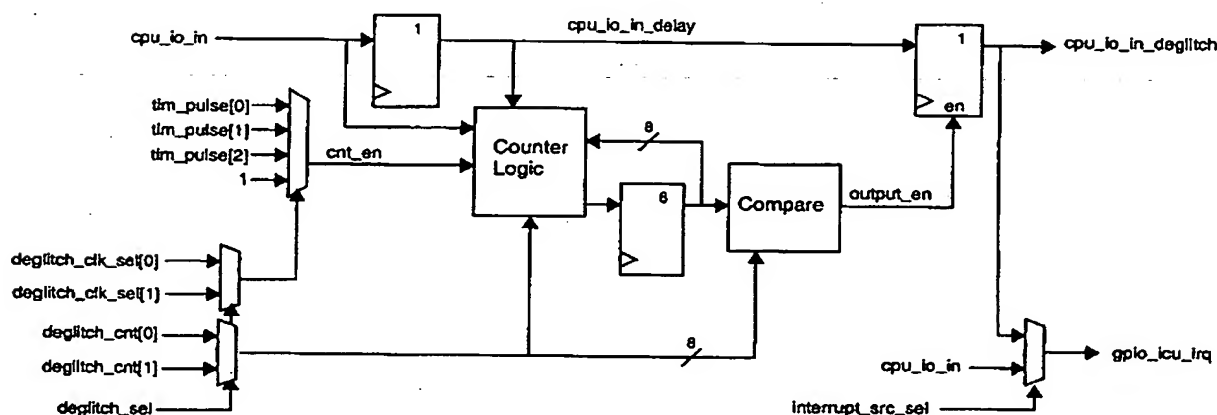 cpu_io_in
1
cpu_io_in_delay
1
cpu_io_in_deglitch
en
tim_pulse[0]
tim_pulse[1]
tim_pulse[2]
1
cnt_en
Counter
Logic
8
6
Compare
output_en
deglitch_clk_sel[0]
deglitch_clk_sel[1]
deglitch_cnt[0]
deglitch_cnt[1]
deglitch_sel
8
cpu_io_in
gpio_icu_irq
interrupt_src_sel